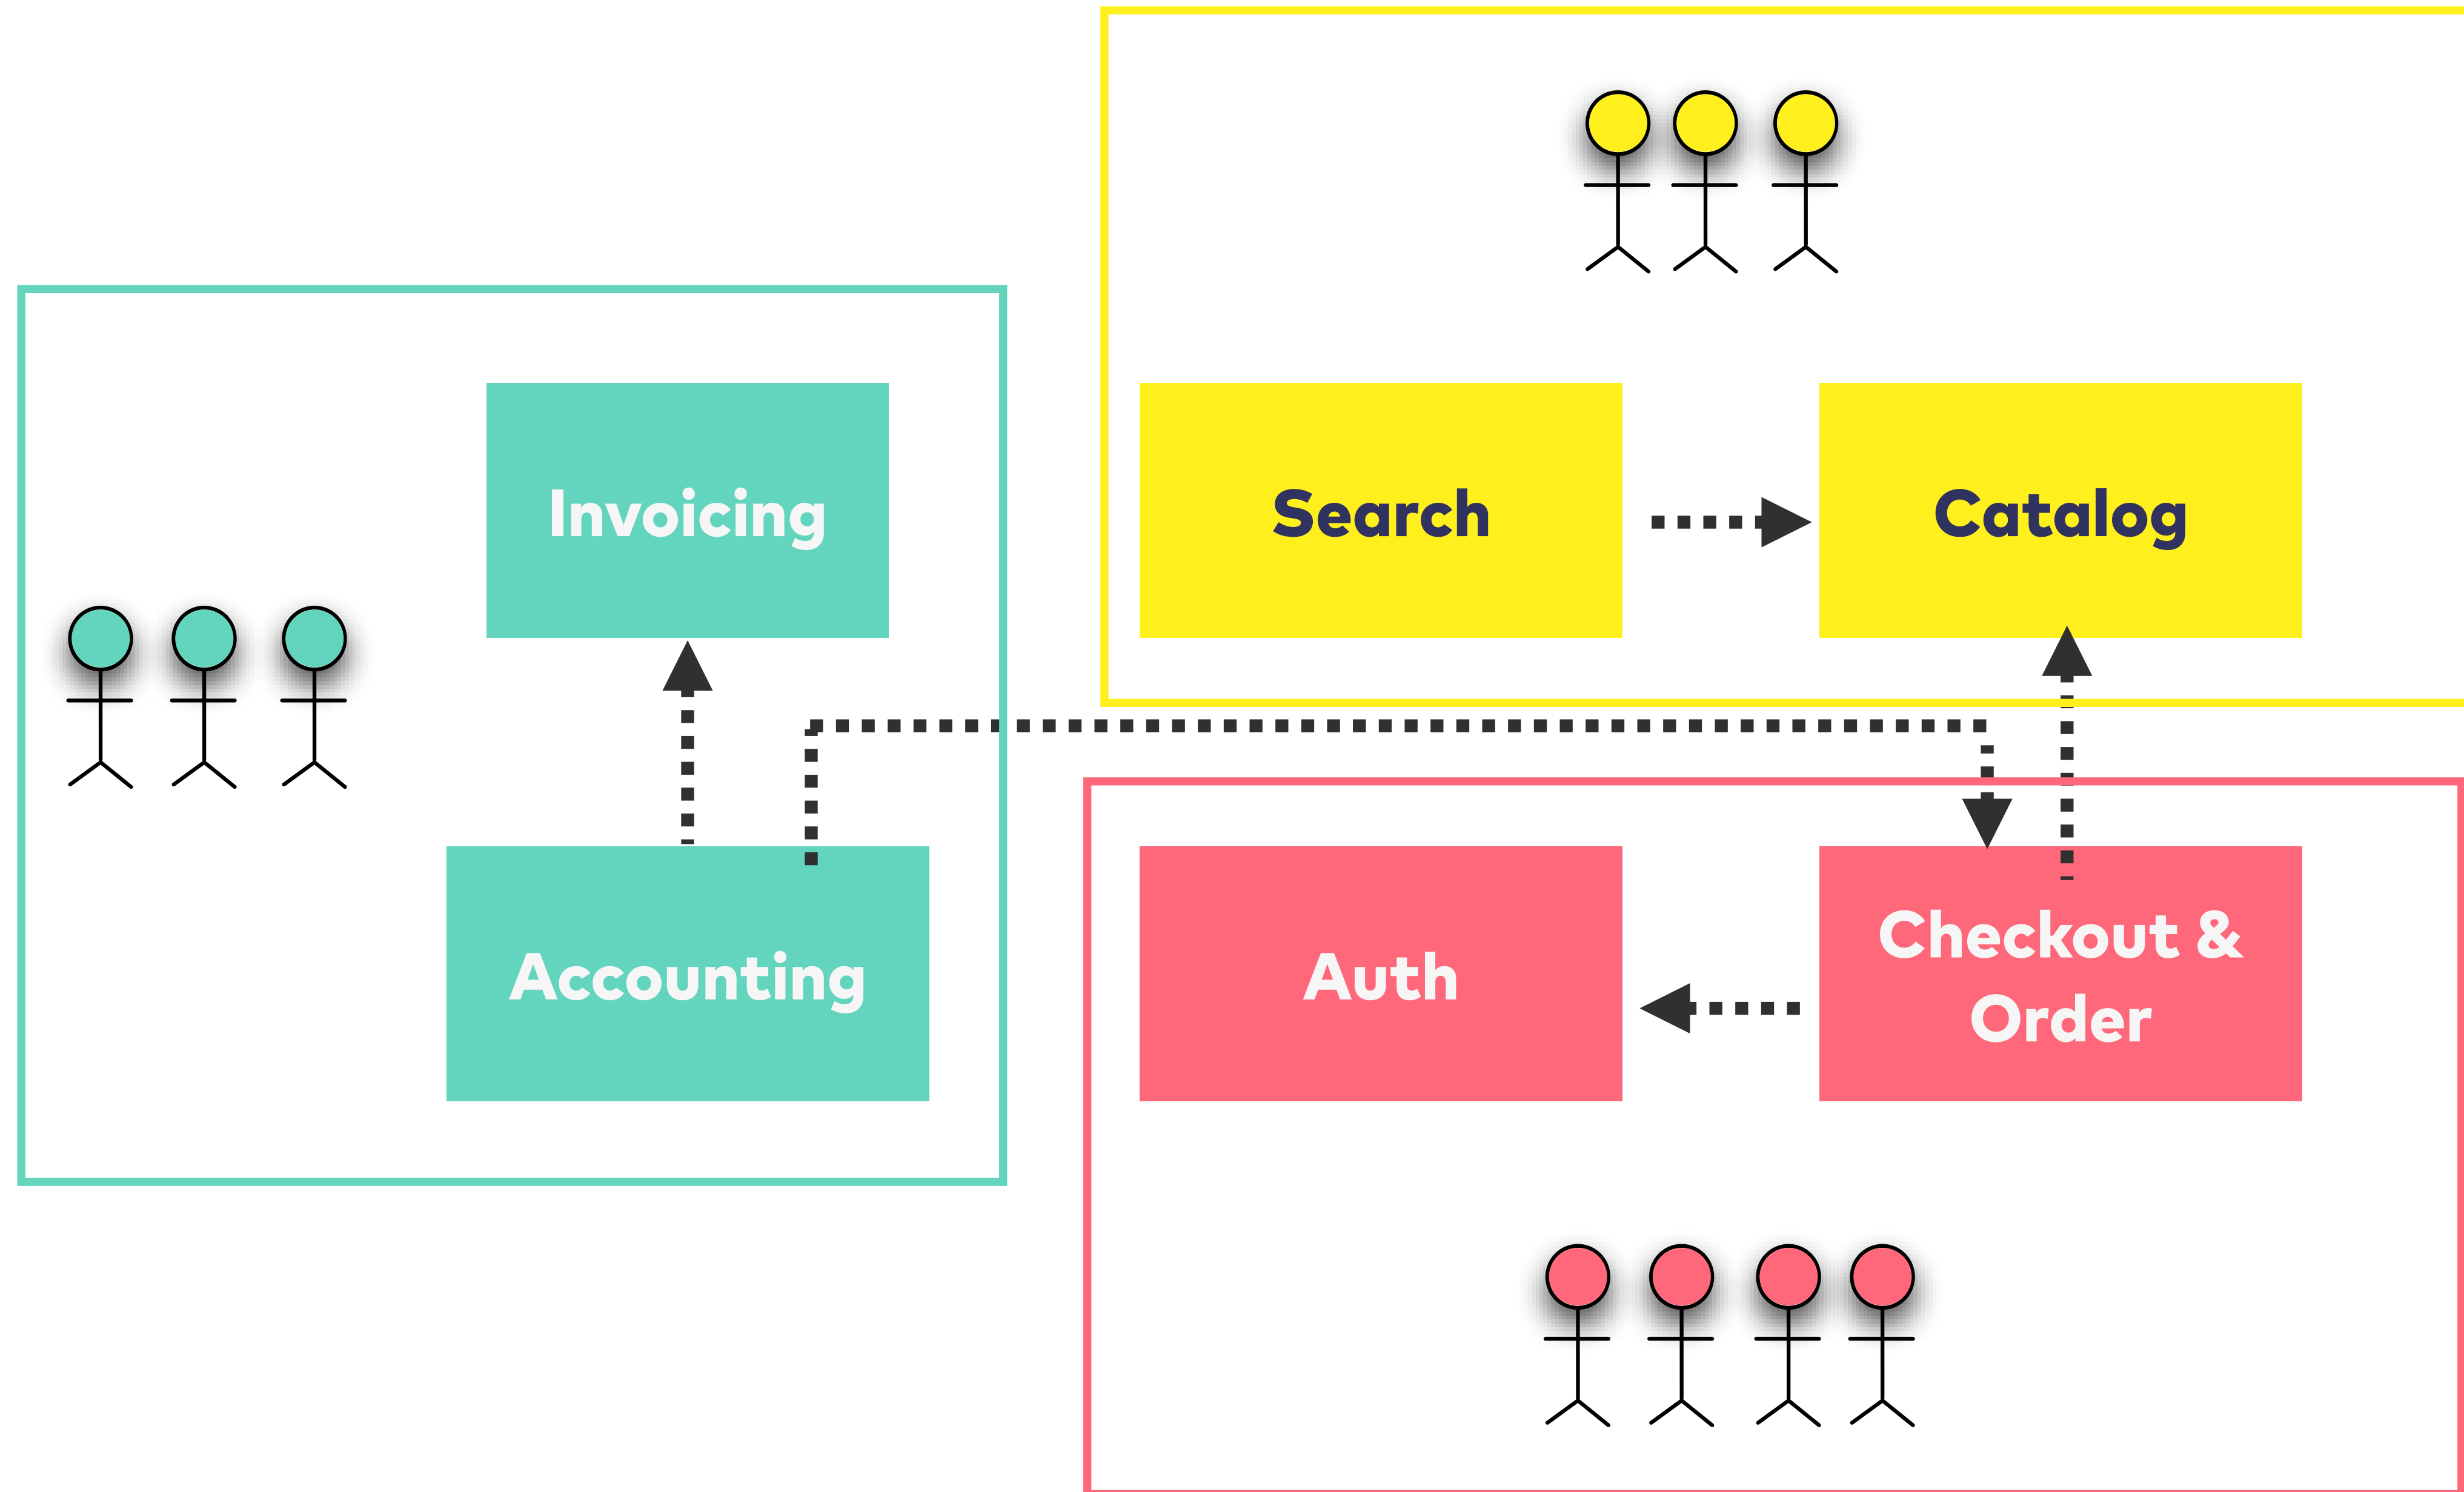 Invoicing
Search
Catalog
Accounting
Auth
Checkout &
Order